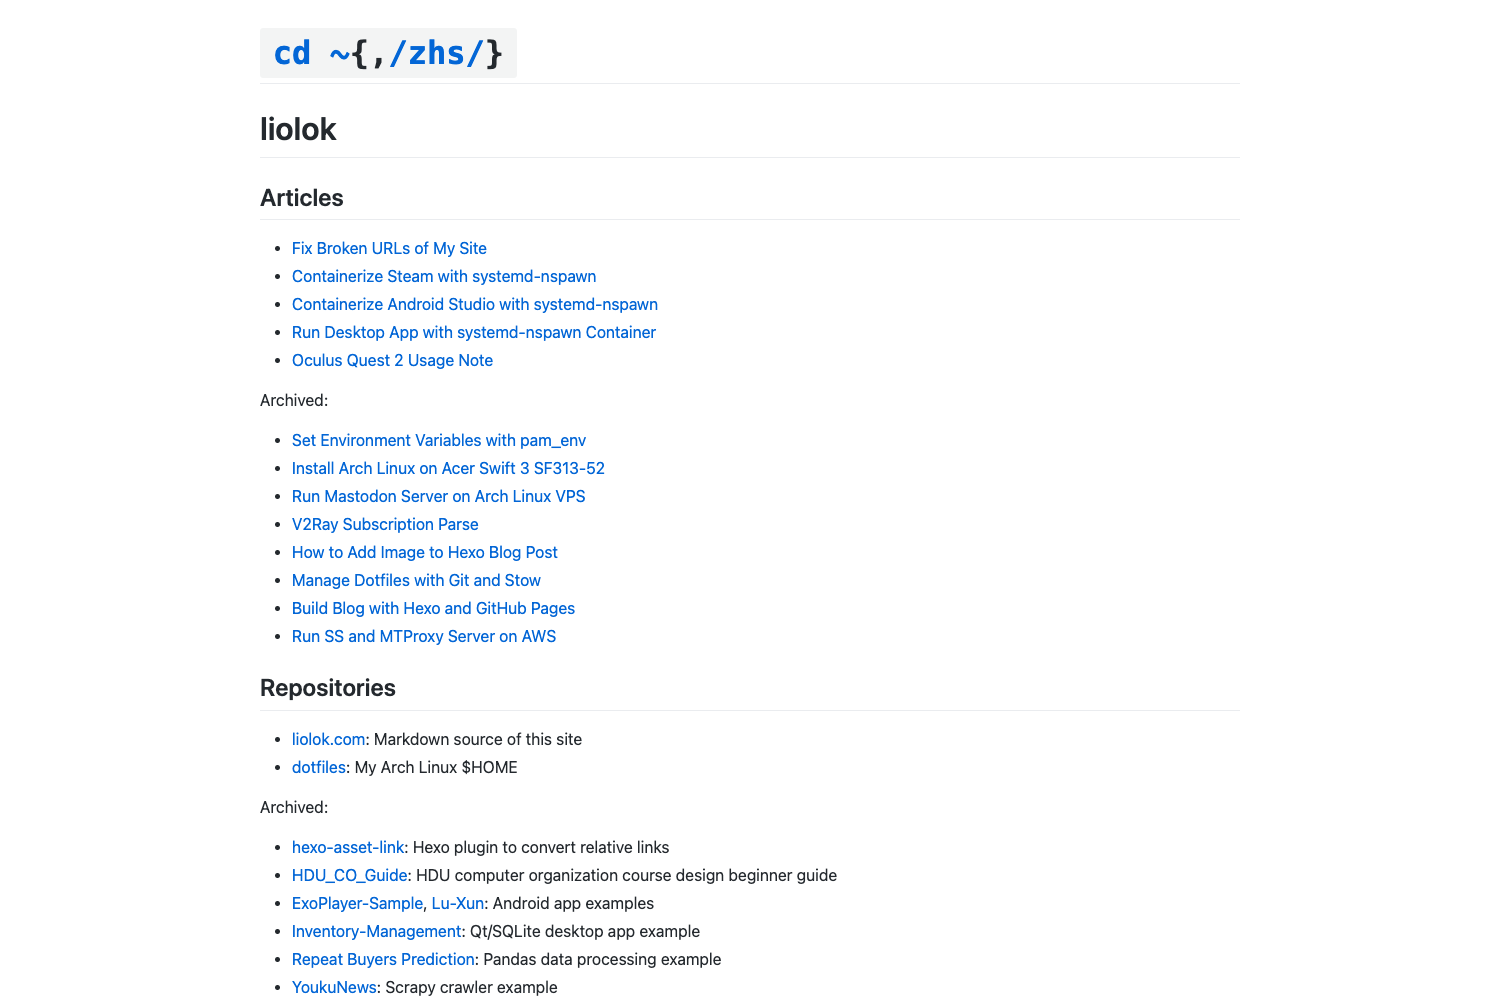 cd ~{,/zhs/}
liolok
Articles
Fix Broken URLs of My Site
Containerize Steam with systemd-nspawn
Containerize Android Studio with systemd-nspawn
Run Desktop App with systemd-nspawn Container
Oculus Quest 2 Usage Note
Archived:
Set Environment Variables with pam_env
Install Arch Linux on Acer Swift 3 SF313-52
Run Mastodon Server on Arch Linux VPS
V2Ray Subscription Parse
How to Add Image to Hexo Blog Post
Manage Dotfiles with Git and Stow
Build Blog with Hexo and GitHub Pages
Run SS and MTProxy Server on AWS
Repositories
liolok.com: Markdown source of this site
dotfiles: My Arch Linux $HOME
Archived:
hexo-asset-link: Hexo plugin to convert relative links
HDU_CO_Guide: HDU computer organization course design beginner guide
ExoPlayer-Sample, Lu-Xun: Android app examples
Inventory-Management: Qt/SQLite desktop app example
Repeat Buyers Prediction: Pandas data processing example
YoukuNews: Scrapy crawler example